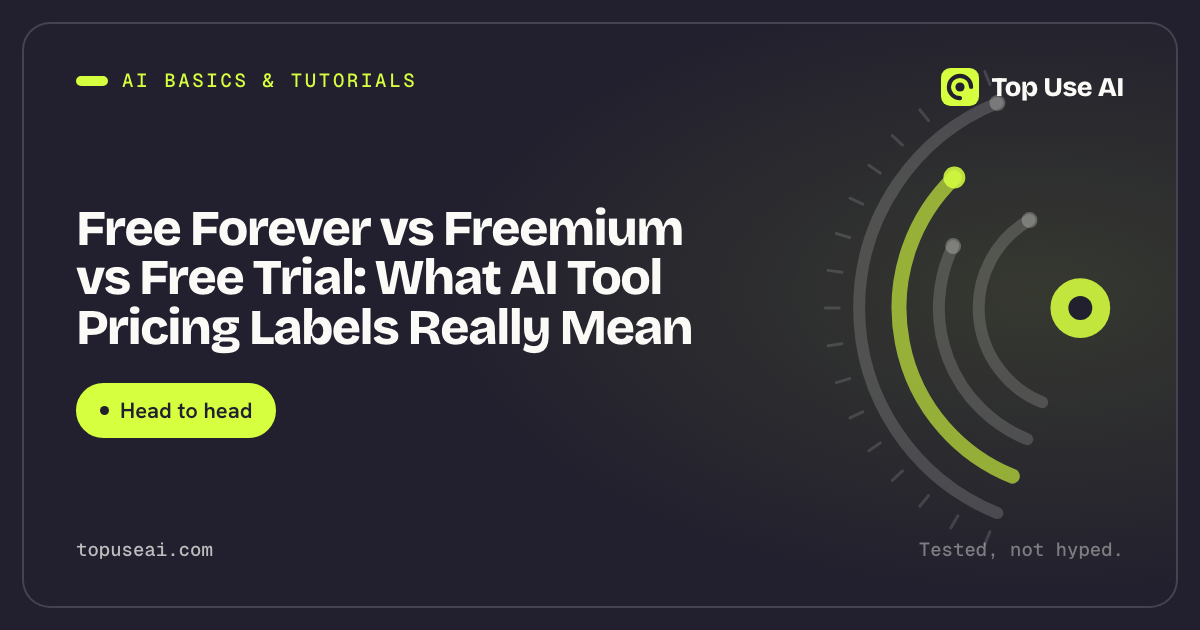 AI BASICS & TUTORIALS
Top Use AI
Free Forever vs Freemium
vs Free Trial: What AI Tool
Pricing Labels Really Mean
Head to head
topuseai.com
Tested, not hyped.